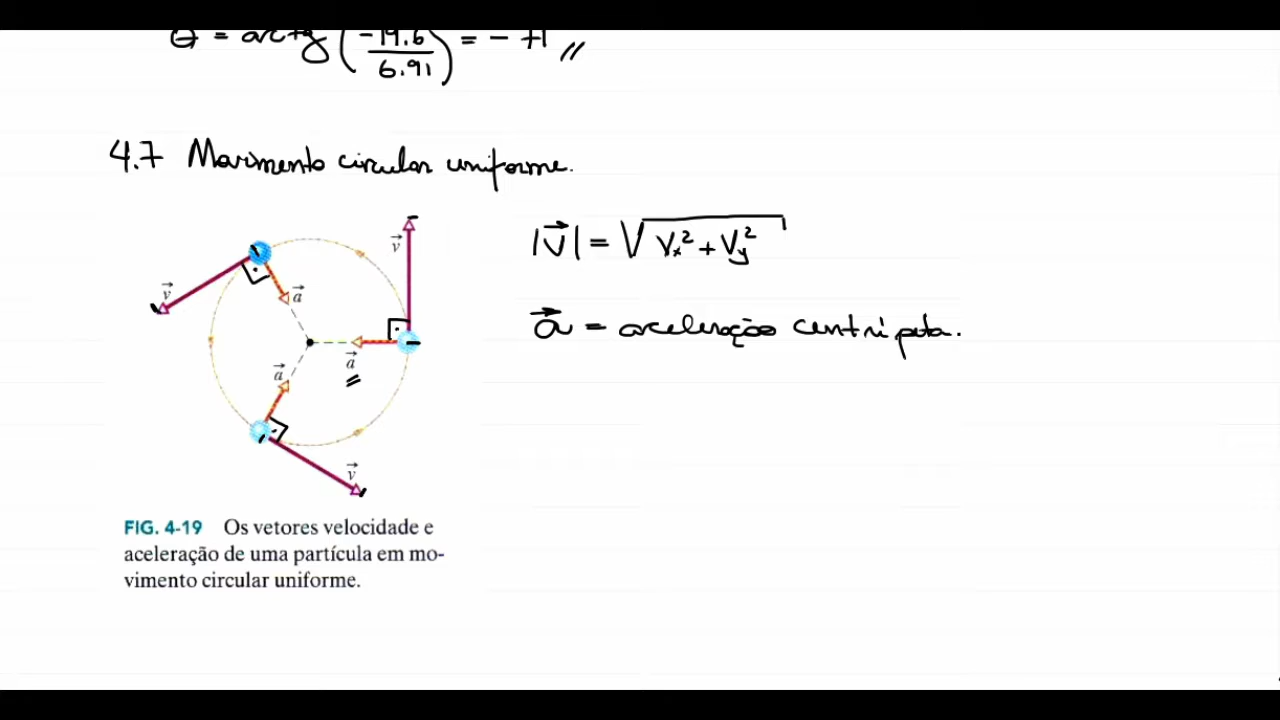 θ = arctg (-19.6 / 6.91) = - 71 //
4.7 Movimento circular uniforme.
|v⃗| = √(Vx² + Vy²)
a⃗ = aceleração centrípeta.
v⃗
v⃗
a⃗
a⃗
a⃗
v⃗
FIG. 4-19 Os vetores velocidade e
aceleração de uma partícula em mo-
vimento circular uniforme.